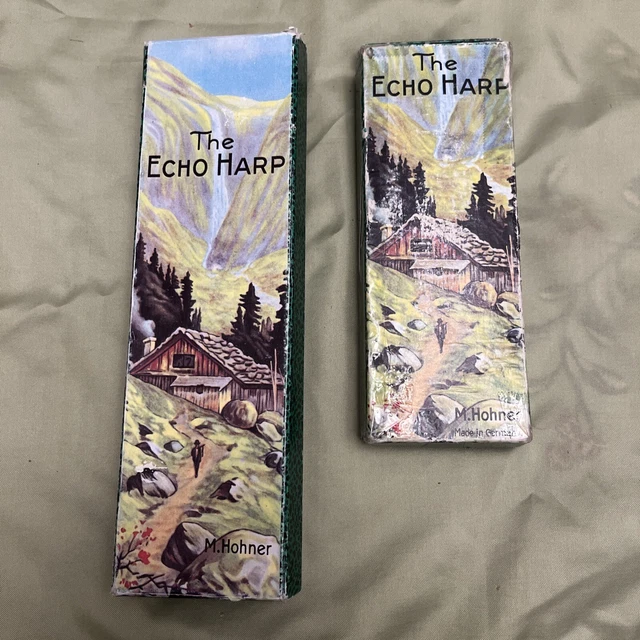 The
ECHO HARP
M.Hohner
The
ECHO HARP
M.Hohner
Made in Germany